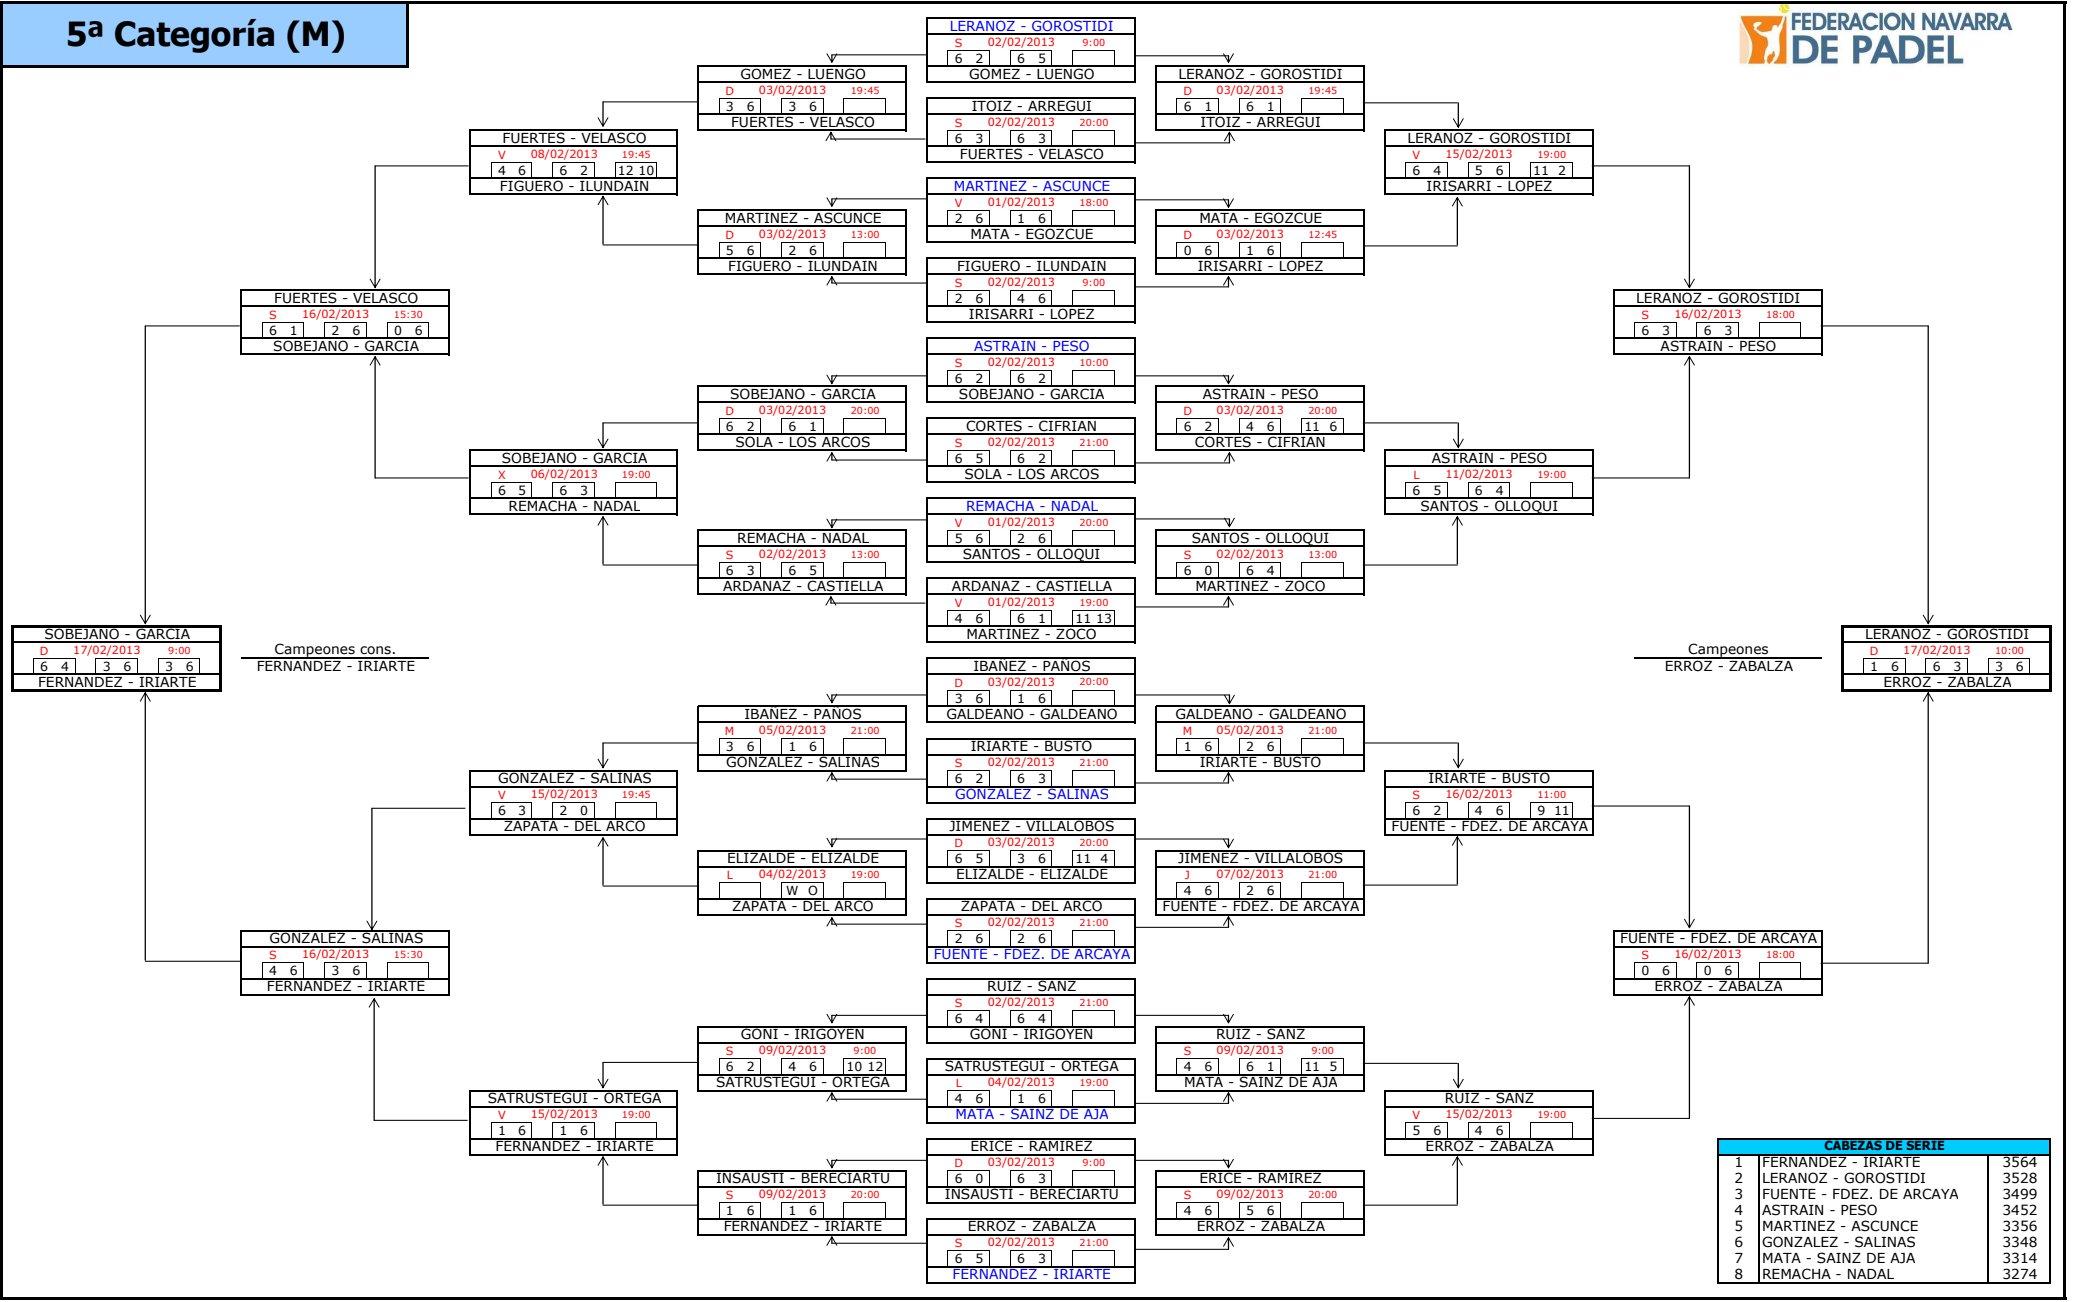 5ª Categoría (M)
FEDERACION NAVARRA
DE PADEL
LERANOZ - GOROSTIDI
S 02/02/2013 9:00
6 2 6 5
GOMEZ - LUENGO
ITOIZ - ARREGUI
S 02/02/2013 20:00
6 3 6 3
FUERTES - VELASCO
MARTINEZ - ASCUNCE
V 01/02/2013 18:00
2 6 1 6
MATA - EGOZCUE
FIGUERO - ILUNDAIN
S 02/02/2013 9:00
2 6 4 6
IRISARRI - LOPEZ
ASTRAIN - PESO
S 02/02/2013 10:00
6 2 6 2
SOBEJANO - GARCIA
CORTES - CIFRIAN
S 02/02/2013 21:00
6 5 6 2
SOLA - LOS ARCOS
REMACHA - NADAL
V 01/02/2013 20:00
5 6 2 6
SANTOS - OLLOQUI
ARDANAZ - CASTIELLA
V 01/02/2013 19:00
4 6 6 1 11 13
MARTINEZ - ZOCO
IBAÑEZ - PAÑOS
D 03/02/2013 20:00
3 6 1 6
GALDEANO - GALDEANO
IRIARTE - BUSTO
S 02/02/2013 21:00
6 2 6 3
GONZALEZ - SALINAS
JIMENEZ - VILLALOBOS
D 03/02/2013 20:00
6 5 3 6 11 4
ELIZALDE - ELIZALDE
ZAPATA - DEL ARCO
S 02/02/2013 21:00
2 6 2 6
FUENTE - FDEZ. DE ARCAYA
RUIZ - SANZ
S 02/02/2013 21:00
6 4 6 4
GOÑI - IRIGOYEN
SATRUSTEGUI - ORTEGA
L 04/02/2013 19:00
4 6 1 6
MATA - SAINZ DE AJA
ERICE - RAMIREZ
D 03/02/2013 9:00
6 0 6 3
INSAUSTI - BERECIARTU
ERROZ - ZABALZA
S 02/02/2013 21:00
6 5 6 3
FERNANDEZ - IRIARTE
GOMEZ - LUENGO
D 03/02/2013 19:45
3 6 3 6
FUERTES - VELASCO
MARTINEZ - ASCUNCE
D 03/02/2013 13:00
5 6 2 6
FIGUERO - ILUNDAIN
SOBEJANO - GARCIA
D 03/02/2013 20:00
6 2 6 1
SOLA - LOS ARCOS
REMACHA - NADAL
S 02/02/2013 13:00
6 3 6 5
ARDANAZ - CASTIELLA
IBAÑEZ - PAÑOS
M 05/02/2013 21:00
3 6 1 6
GONZALEZ - SALINAS
ELIZALDE - ELIZALDE
L 04/02/2013 19:00
W O
ZAPATA - DEL ARCO
GOÑI - IRIGOYEN
S 09/02/2013 9:00
6 2 4 6 10 12
SATRUSTEGUI - ORTEGA
INSAUSTI - BERECIARTU
S 09/02/2013 20:00
1 6 1 6
FERNANDEZ - IRIARTE
FUERTES - VELASCO
V 08/02/2013 19:45
4 6 6 2 12 10
FIGUERO - ILUNDAIN
SOBEJANO - GARCIA
X 06/02/2013 19:00
6 5 6 3
REMACHA - NADAL
GONZALEZ - SALINAS
V 15/02/2013 19:45
6 3 2 0
ZAPATA - DEL ARCO
SATRUSTEGUI - ORTEGA
V 15/02/2013 19:00
1 6 1 6
FERNANDEZ - IRIARTE
FUERTES - VELASCO
S 16/02/2013 15:30
6 1 2 6 0 6
SOBEJANO - GARCIA
GONZALEZ - SALINAS
S 16/02/2013 15:30
4 6 3 6
FERNANDEZ - IRIARTE
SOBEJANO - GARCIA
D 17/02/2013 9:00
6 4 3 6 3 6
FERNANDEZ - IRIARTE
Campeones cons.
FERNANDEZ - IRIARTE
LERANOZ - GOROSTIDI
D 03/02/2013 19:45
6 1 6 1
ITOIZ - ARREGUI
MATA - EGOZCUE
D 03/02/2013 12:45
0 6 1 6
IRISARRI - LOPEZ
ASTRAIN - PESO
D 03/02/2013 20:00
6 2 4 6 11 6
CORTES - CIFRIAN
SANTOS - OLLOQUI
S 02/02/2013 13:00
6 0 6 4
MARTINEZ - ZOCO
GALDEANO - GALDEANO
M 05/02/2013 21:00
1 6 2 6
IRIARTE - BUSTO
JIMENEZ - VILLALOBOS
J 07/02/2013 21:00
4 6 2 6
FUENTE - FDEZ. DE ARCAYA
RUIZ - SANZ
S 09/02/2013 9:00
4 6 6 1 11 5
MATA - SAINZ DE AJA
ERICE - RAMIREZ
S 09/02/2013 20:00
4 6 5 6
ERROZ - ZABALZA
LERANOZ - GOROSTIDI
V 15/02/2013 19:00
6 4 5 6 11 2
IRISARRI - LOPEZ
ASTRAIN - PESO
L 11/02/2013 19:00
6 5 6 4
SANTOS - OLLOQUI
IRIARTE - BUSTO
S 16/02/2013 11:00
6 2 4 6 9 11
FUENTE - FDEZ. DE ARCAYA
RUIZ - SANZ
V 15/02/2013 19:00
5 6 4 6
ERROZ - ZABALZA
LERANOZ - GOROSTIDI
S 16/02/2013 18:00
6 3 6 3
ASTRAIN - PESO
FUENTE - FDEZ. DE ARCAYA
S 16/02/2013 18:00
0 6 0 6
ERROZ - ZABALZA
Campeones
ERROZ - ZABALZA
LERANOZ - GOROSTIDI
D 17/02/2013 10:00
1 6 6 3 3 6
ERROZ - ZABALZA
CABEZAS DE SERIE
1 FERNANDEZ - IRIARTE 3564
2 LERANOZ - GOROSTIDI 3528
3 FUENTE - FDEZ. DE ARCAYA 3499
4 ASTRAIN - PESO 3452
5 MARTINEZ - ASCUNCE 3356
6 GONZALEZ - SALINAS 3348
7 MATA - SAINZ DE AJA 3314
8 REMACHA - NADAL 3274